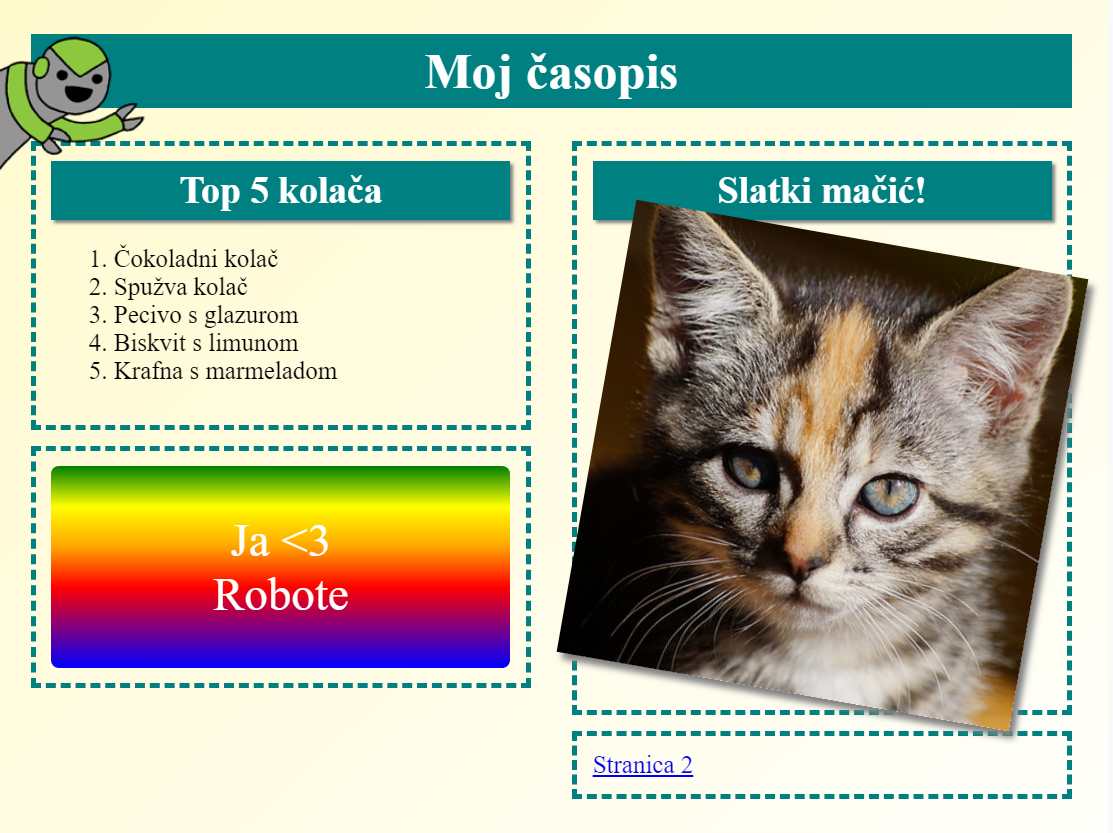 Moj časopis
Top 5 kolača
1. Čokoladni kolač
2. Spužva kolač
3. Pecivo s glazurom
4. Biskvit s limunom
5. Krafna s marmeladom
Ja <3
Robote
Slatki mačić!
Stranica 2